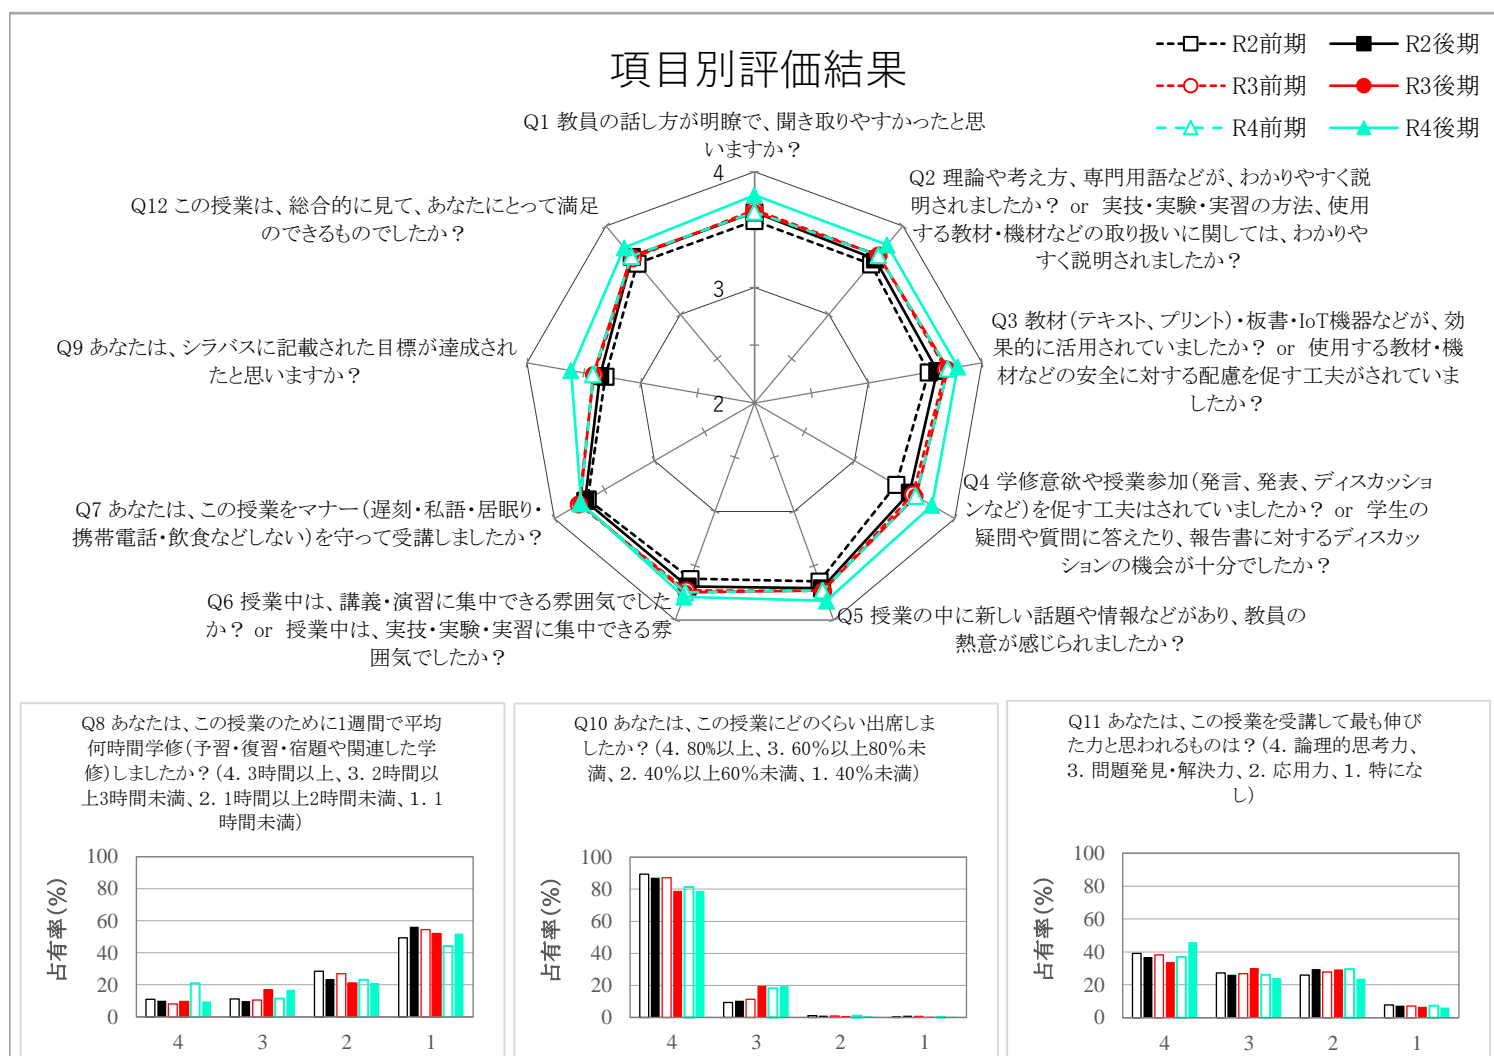 項目別評価結果
R2前期
R2後期
R3前期
R3後期
R4前期
R4後期
Q1 教員の話し方が明瞭で、聞き取りやすかったと思
いますか？
Q2 理論や考え方、専門用語などが、わかりやすく説
明されましたか？ or 実技・実験・実習の方法、使用
する教材・機材などの取り扱いに関しては、わかりや
すく説明されましたか？
Q3 教材（テキスト、プリント）・板書・IoT機器などが、効
果的に活用されていましたか？ or 使用する教材・機
材などの安全に対する配慮を促す工夫がされていま
したか？
Q4 学修意欲や授業参加（発言、発表、ディスカッショ
ンなど）を促す工夫はされていましたか？ or 学生の
疑問や質問に答えたり、報告書に対するディスカッ
ションの機会が十分でしたか？
Q5 授業の中に新しい話題や情報などがあり、教員の
熱意が感じられましたか？
Q6 授業中は、講義・演習に集中できる雰囲気でした
か？ or 授業中は、実技・実験・実習に集中できる雰
囲気でしたか？
Q7 あなたは、この授業をマナー（遅刻・私語・居眠り・
携帯電話・飲食などしない）を守って受講しましたか？
Q9 あなたは、シラバスに記載された目標が達成され
たと思いますか？
Q12 この授業は、総合的に見て、あなたにとって満足
のできるものでしたか？
4
3
2
Q8 あなたは、この授業のために1週間で平均
何時間学修（予習・復習・宿題や関連した学
修）しましたか？（4．3時間以上、3．2時間以
上3時間未満、2．1時間以上2時間未満、1．1
時間未満）
占有率(%)
100
80
60
40
20
0
4 3 2 1
Q10 あなたは、この授業にどのくらい出席しま
したか？（4．80%以上、3．60％以上80％未
満、2．40％以上60％未満、1．40％未満）
占有率(%)
100
80
60
40
20
0
4 3 2 1
Q11 あなたは、この授業を受講して最も伸び
た力と思われるものは？（4．論理的思考力、
3．問題発見・解決力、2．応用力、1．特にな
し）
占有率(%)
100
80
60
40
20
0
4 3 2 1